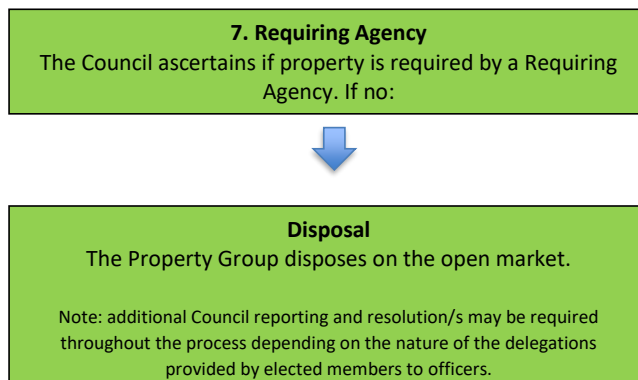 7. Requiring Agency
The Council ascertains if property is required by a Requiring
Agency. If no:
Disposal
The Property Group disposes on the open market.
Note: additional Council reporting and resolution/s may be required
throughout the process depending on the nature of the delegations
provided by elected members to officers.